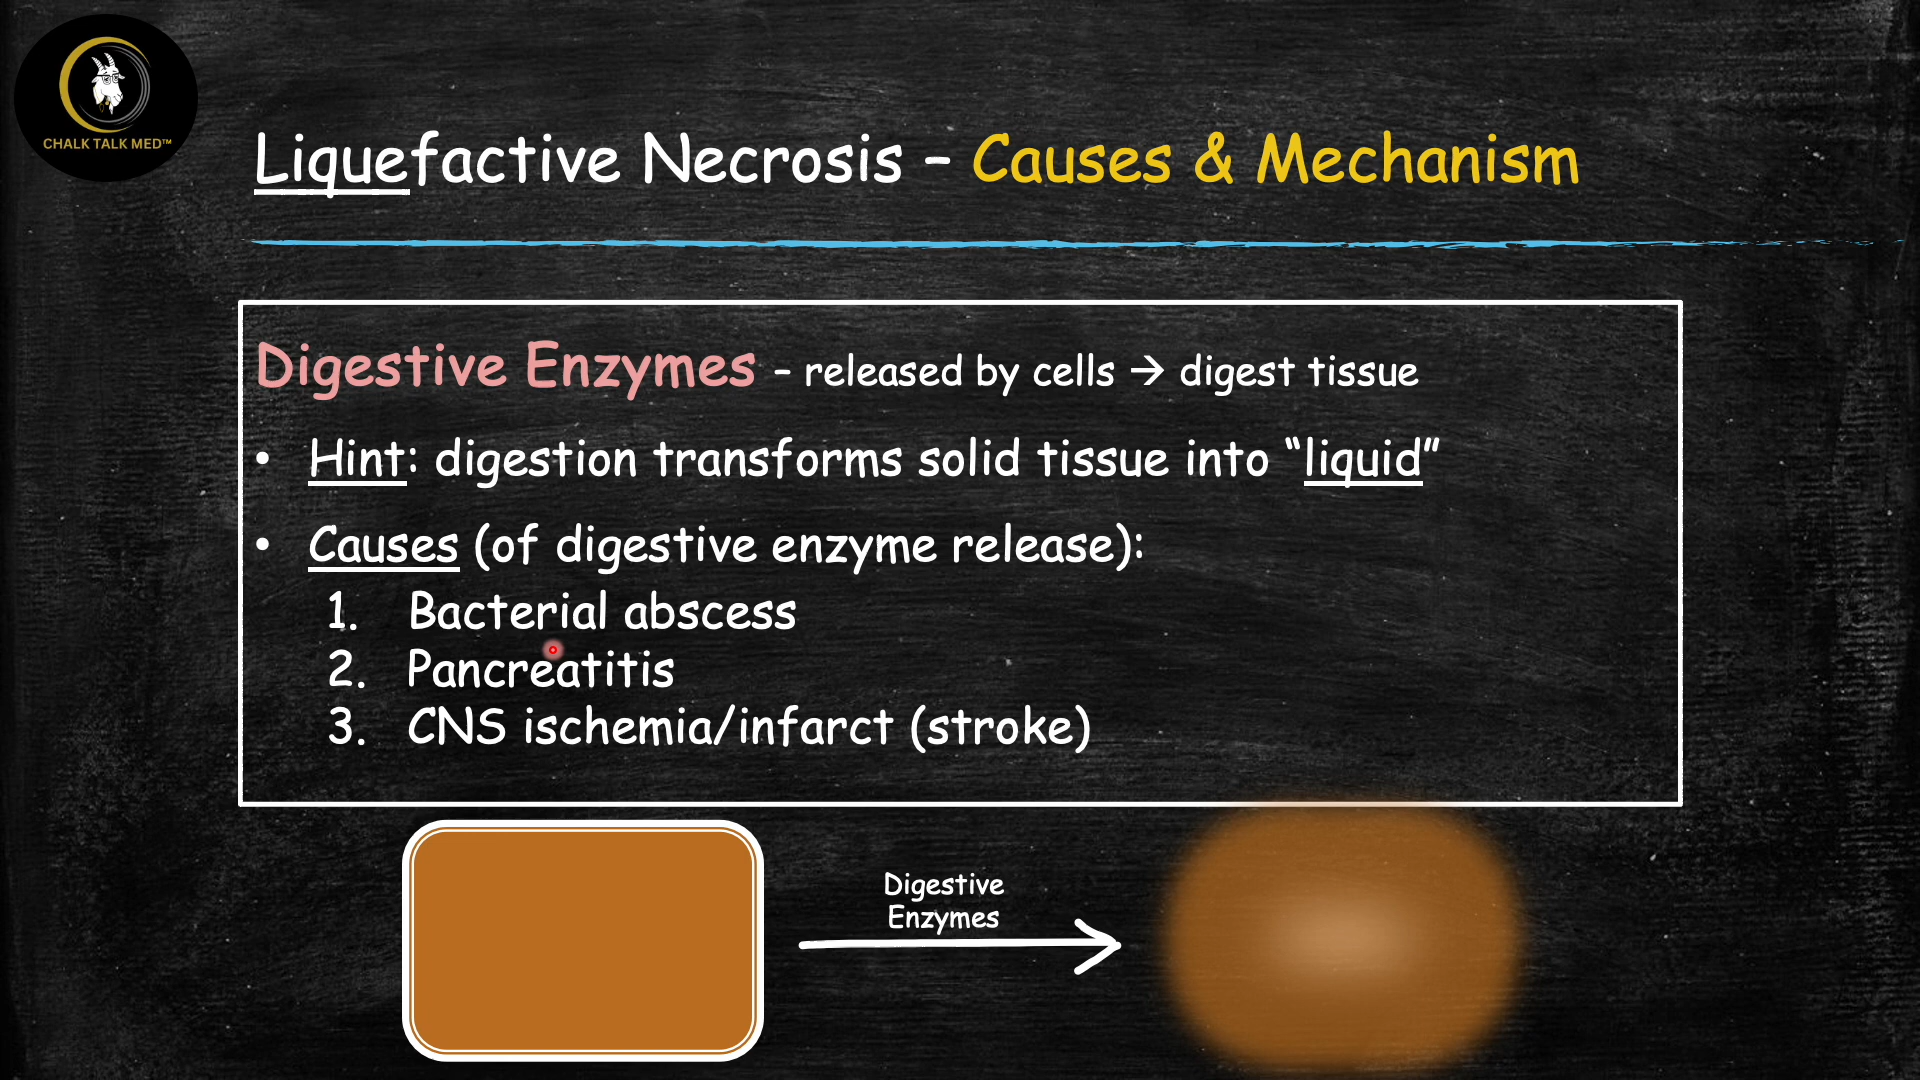 CHALK TALK MED™
Liquefactive Necrosis – Causes & Mechanism
Digestive Enzymes – released by cells → digest tissue
• Hint: digestion transforms solid tissue into “liquid”
• Causes (of digestive enzyme release):
1. Bacterial abscess
2. Pancreatitis
3. CNS ischemia/infarct (stroke)
Digestive
Enzymes